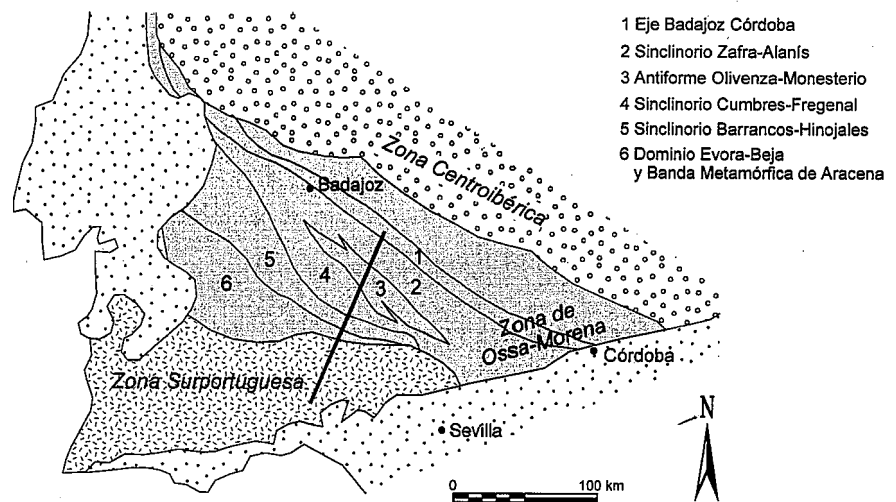 1 Eje Badajoz Córdoba
2 Sinclinorio Zafra-Alanís
3 Antiforme Olivenza-Monesterio
4 Sinclinorio Cumbres-Fregenal
5 Sinclinorio Barrancos-Hinojales
6 Dominio Evora-Beja
y Banda Metamórfica de Aracena
Zona Centroibérica
Badajoz
1
2
3
4
5
6
Zona de
Ossa-Morena
Córdoba
Zona Surportuguesa
Sevilla
N
0 100 km